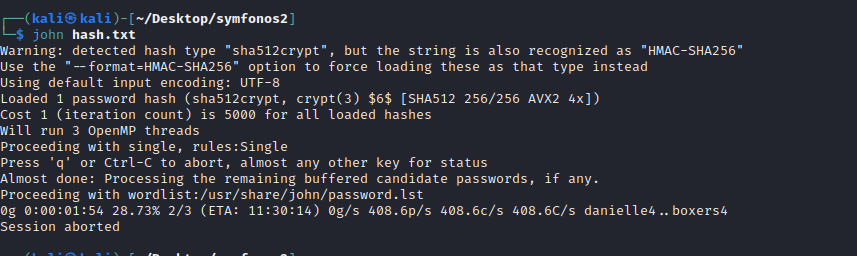 (kali㉿kali)-[~/Desktop/symfonos2]
$ john hash.txt
Warning: detected hash type "sha512crypt", but the string is also recognized as "HMAC-SHA256"
Use the "--format=HMAC-SHA256" option to force loading these as that type instead
Using default input encoding: UTF-8
Loaded 1 password hash (sha512crypt, crypt(3) $6$ [SHA512 256/256 AVX2 4x])
Cost 1 (iteration count) is 5000 for all loaded hashes
Will run 3 OpenMP threads
Proceeding with single, rules:Single
Press 'q' or Ctrl-C to abort, almost any other key for status
Almost done: Processing the remaining buffered candidate passwords, if any.
Proceeding with wordlist:/usr/share/john/password.lst
0g 0:00:01:54 28.73% 2/3 (ETA: 11:30:14) 0g/s 408.6p/s 408.6c/s 408.6C/s danielle4..boxers4
Session aborted
(kali㉿kali)-[~/Desktop/symfonos2]